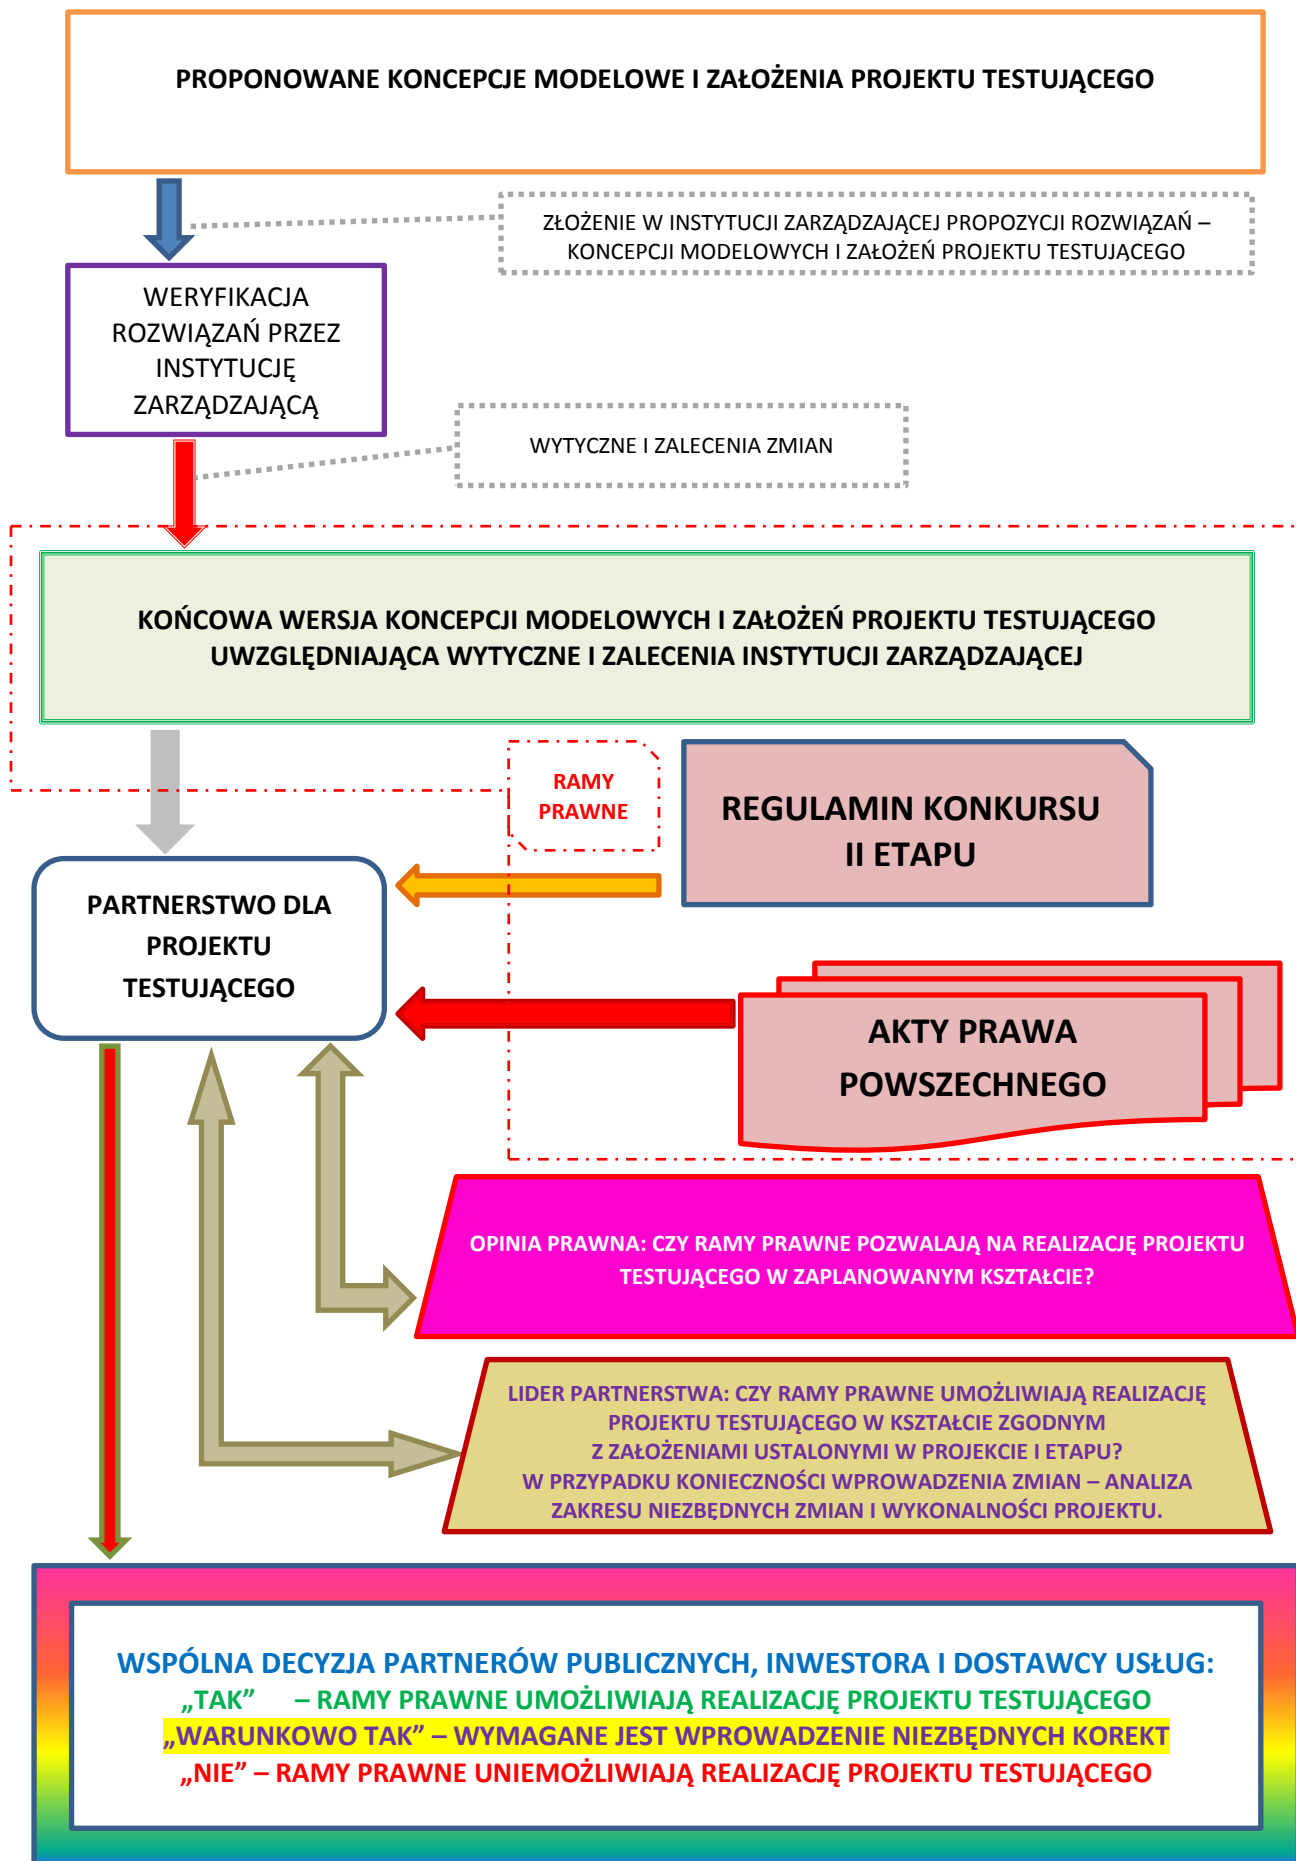 PROPONOWANE KONCEPCJE MODELOWE I ZAŁOŻENIA PROJEKTU TESTUJĄCEGO
ZŁOŻENIE W INSTYTUCJI ZARZĄDZAJĄCEJ PROPOZYCJI ROZWIĄZAŃ –
KONCEPCJI MODELOWYCH I ZAŁOŻEŃ PROJEKTU TESTUJĄCEGO
WERYFIKACJA
ROZWIĄZAŃ PRZEZ
INSTYTUCJĘ
ZARZĄDZAJĄCĄ
WYTYCZNE I ZALECENIA ZMIAN
KOŃCOWA WERSJA KONCEPCJI MODELOWYCH I ZAŁOŻEŃ PROJEKTU TESTUJĄCEGO
UWZGLĘDNIAJĄCA WYTYCZNE I ZALECENIA INSTYTUCJI ZARZĄDZAJĄCEJ
RAMY
PRAWNE
REGULAMIN KONKURSU
II ETAPU
PARTNERSTWO DLA
PROJEKTU
TESTUJĄCEGO
AKTY PRAWA
POWSZECHNEGO
OPINIA PRAWNA: CZY RAMY PRAWNE POZWALAJĄ NA REALIZACJĘ PROJEKTU
TESTUJĄCEGO W ZAPLANOWANYM KSZTAŁCIE?
LIDER PARTNERSTWA: CZY RAMY PRAWNE UMOŻLIWIAJĄ REALIZACJĘ
PROJEKTU TESTUJĄCEGO W KSZTAŁCIE ZGODNYM
Z ZAŁOŻENIAMI USTALONYMI W PROJEKCIE I ETAPU?
W PRZYPADKU KONIECZNOŚCI WPROWADZENIA ZMIAN – ANALIZA
ZAKRESU NIEZBĘDNYCH ZMIAN I WYKONALNOŚCI PROJEKTU.
WSPÓLNA DECYZJA PARTNERÓW PUBLICZNYCH, INWESTORA I DOSTAWCY USŁUG:
„TAK” – RAMY PRAWNE UMOŻLIWIAJĄ REALIZACJĘ PROJEKTU TESTUJĄCEGO
„WARUNKOWO TAK” – WYMAGANE JEST WPROWADZENIE NIEZBĘDNYCH KOREKT
„NIE” – RAMY PRAWNE UNIEMOŻLIWIAJĄ REALIZACJĘ PROJEKTU TESTUJĄCEGO